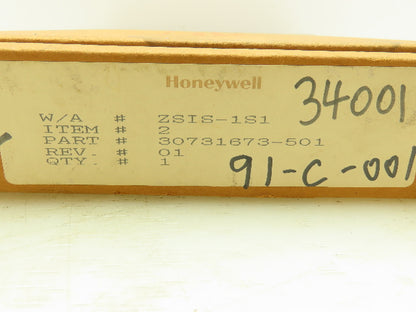 Honeywell
34001
W/A # ZSIS-1S1
ITEM # 2
PART # 30731673-501
REV. # 01
QTY. # 1
91-C-001